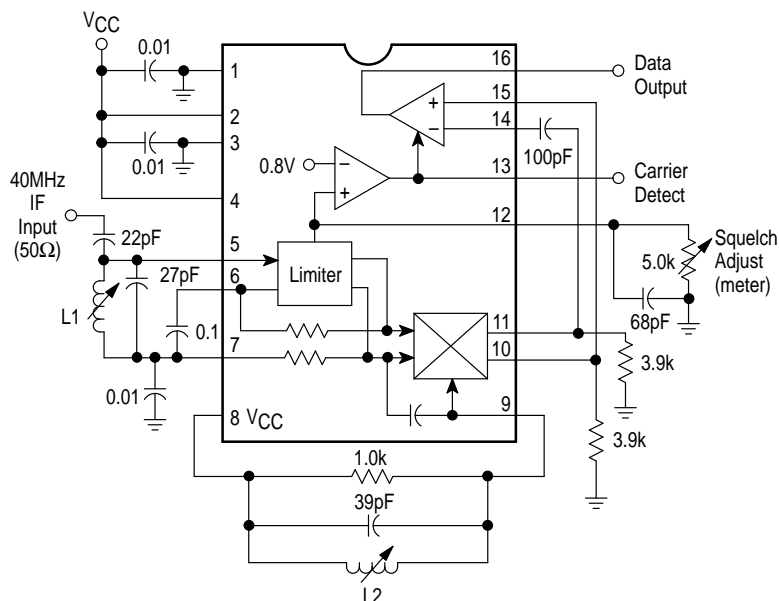 VCC
0.01
1
2
3
0.01
4
40MHz
IF
Input
(50Ω)
22pF
5
27pF
6
L1
0.1
7
0.01
8 VCC
0.8V
−
+
Limiter
+
−
16
15
14
13
12
11
10
9
100pF
Data
Output
Carrier
Detect
5.0k
Squelch
Adjust
(meter)
68pF
3.9k
3.9k
1.0k
39pF
L2